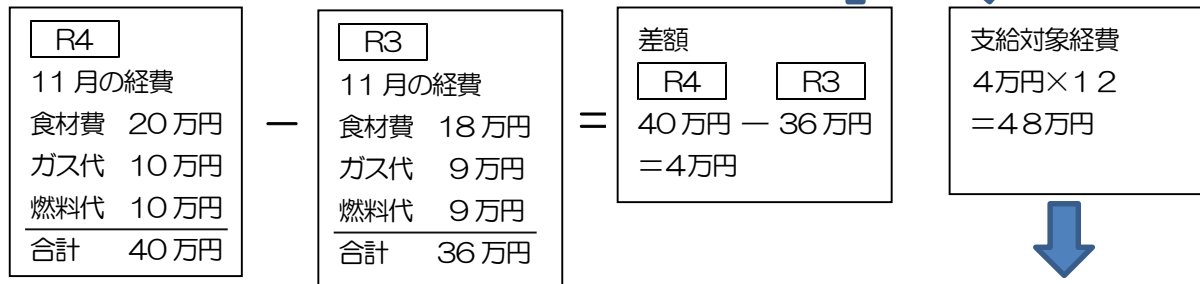 R4
11月の経費
食材費 20万円
ガス代 10万円
燃料代 10万円
合計 40万円
－
R3
11月の経費
食材費 18万円
ガス代 9万円
燃料代 9万円
合計 36万円
＝
差額
R4 R3
40万円 － 36万円
＝4万円
支給対象経費
4万円×12
＝48万円